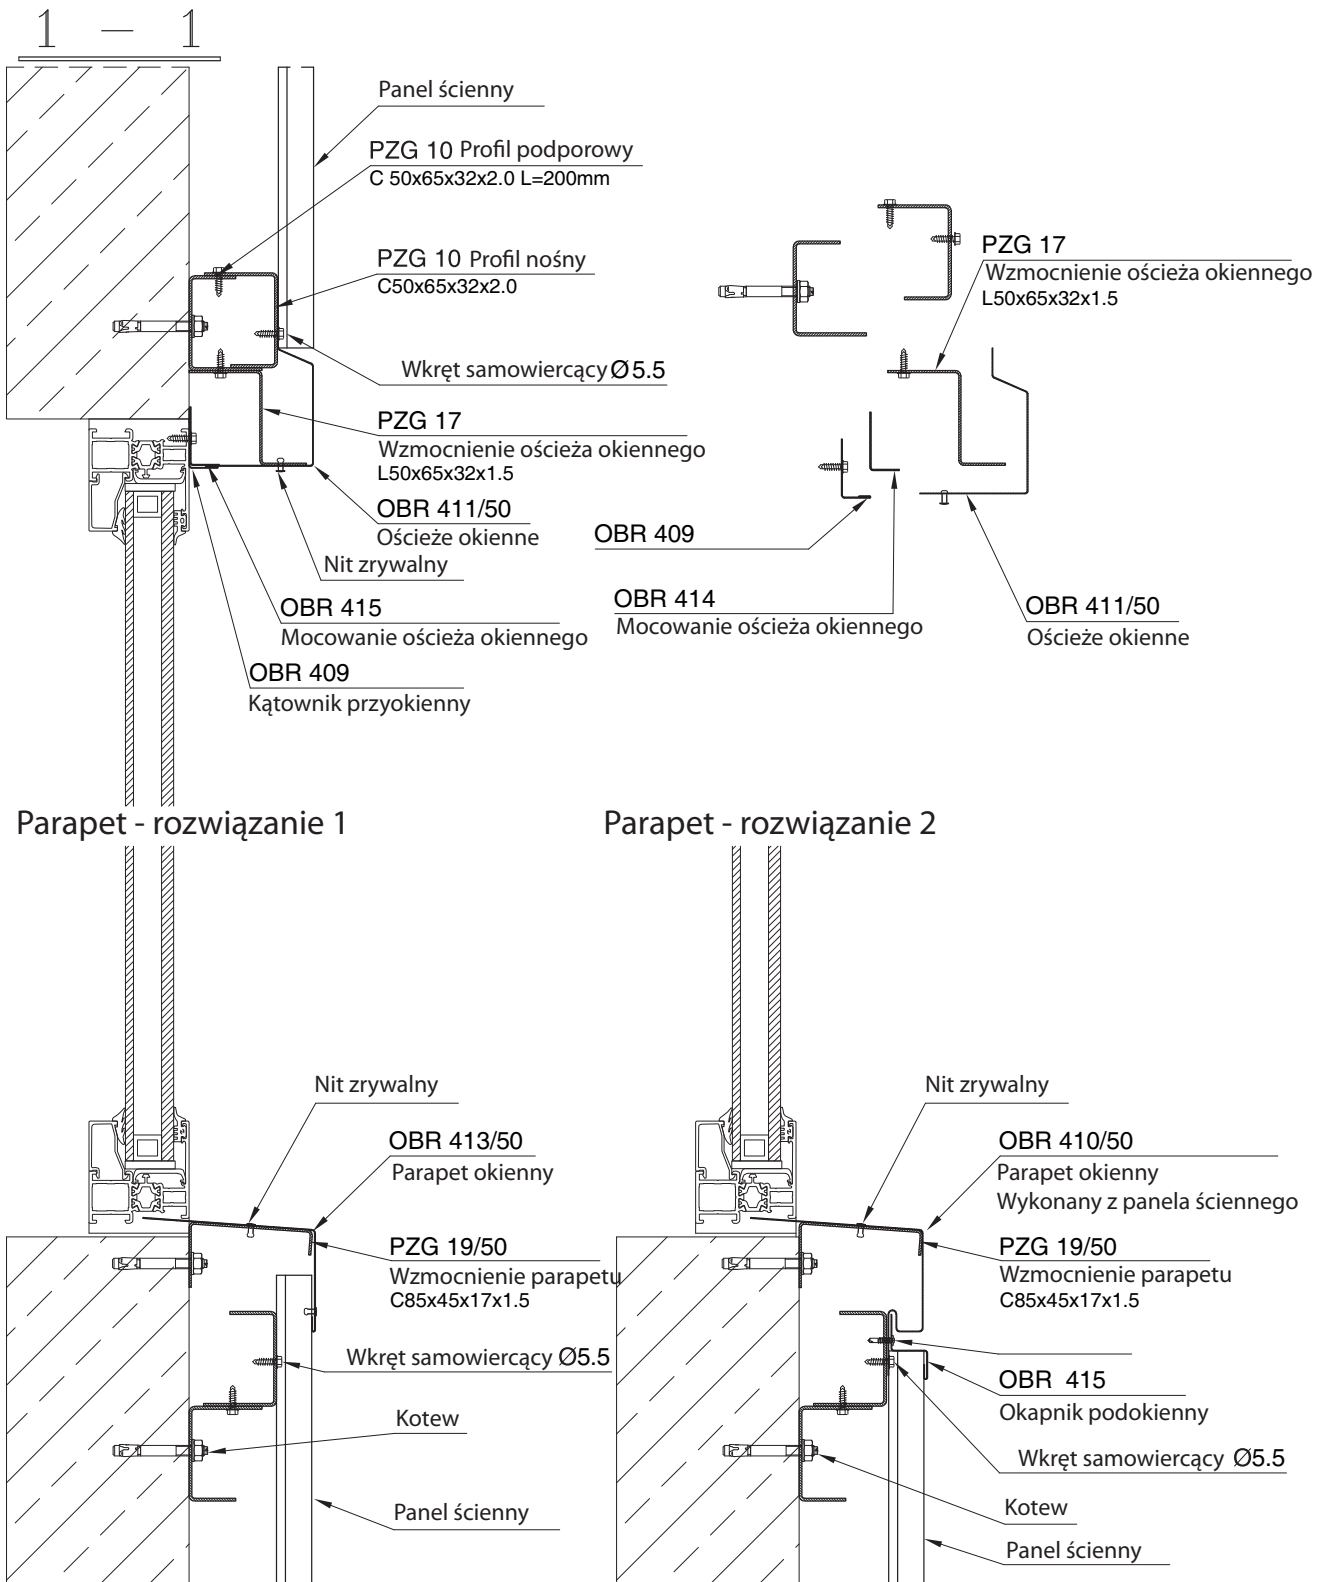 1 — 1
Panel ścienny
PZG 10 Profil podporowy
C 50x65x32x2.0 L=200mm
PZG 10 Profil nośny
C50x65x32x2.0
Wkręt samowiercący Ø5.5
PZG 17
Wzmocnienie ościeża okiennego
L50x65x32x1.5
OBR 411/50
Ościeże okienne
Nit zrywalny
OBR 415
Mocowanie ościeża okiennego
OBR 409
Kątownik przyokienny
PZG 17
Wzmocnienie ościeża okiennego
L50x65x32x1.5
OBR 409
OBR 414
Mocowanie ościeża okiennego
OBR 411/50
Ościeże okienne
Parapet - rozwiązanie 1
Nit zrywalny
OBR 413/50
Parapet okienny
PZG 19/50
Wzmocnienie parapetu
C85x45x17x1.5
Wkręt samowiercący Ø5.5
Kotew
Panel ścienny
Parapet - rozwiązanie 2
Nit zrywalny
OBR 410/50
Parapet okienny
Wykonany z panela ściennego
PZG 19/50
Wzmocnienie parapetu
C85x45x17x1.5
OBR 415
Okapnik podokienny
Wkręt samowiercący Ø5.5
Kotew
Panel ścienny